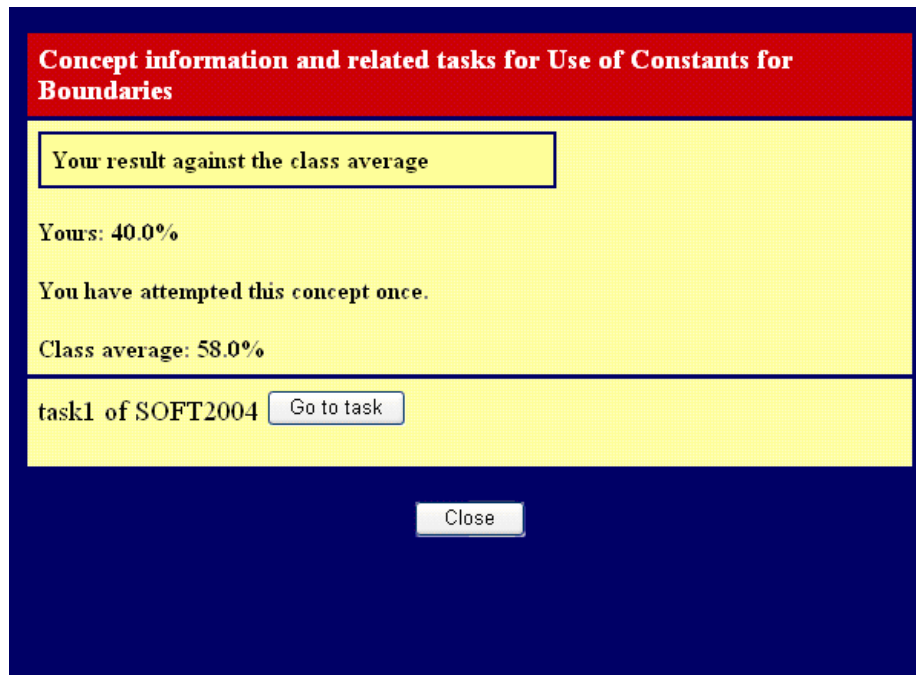 Concept information and related tasks for Use of Constants for
Boundaries
Your result against the class average
Yours: 40.0%
You have attempted this concept once.
Class average: 58.0%
task1 of SOFT2004 Go to task
Close